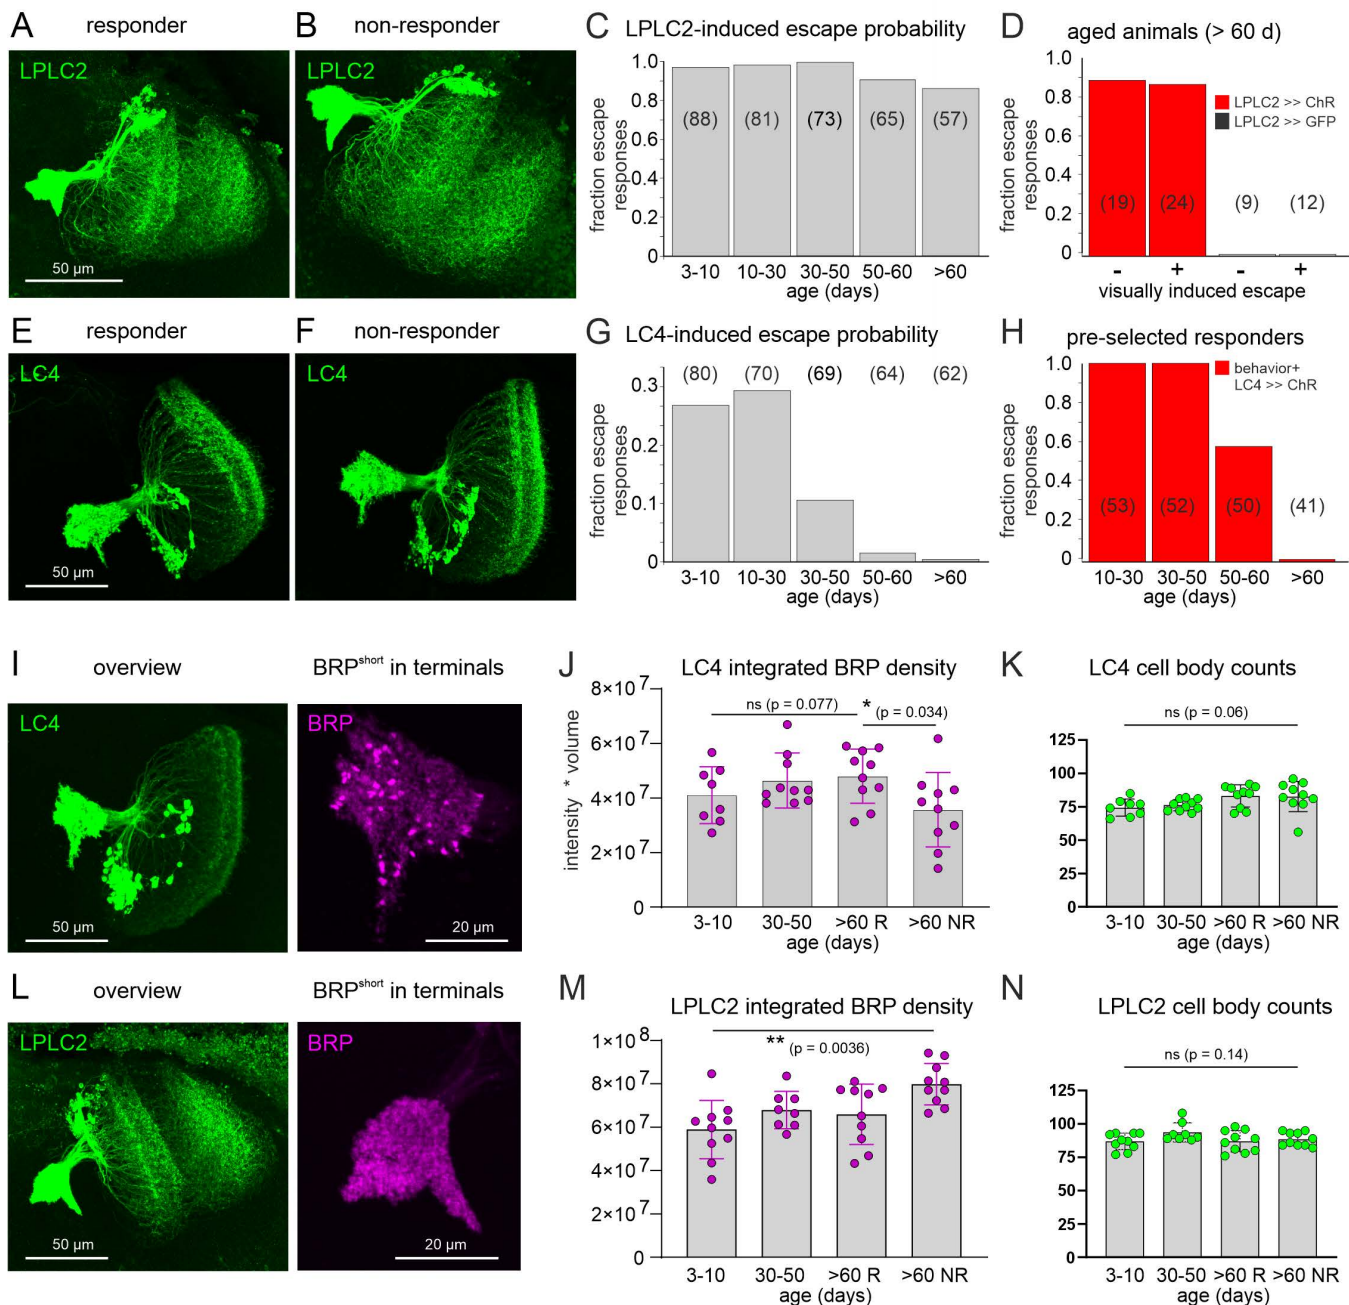 A responder
LPLC2
50 µm
B non-responder
LPLC2
C LPLC2-induced escape probability
fraction escape
responses
1.0
0.8
0.6
0.4
0.2
0
(88) (81) (73) (65) (57)
3-10 10-30 30-50 50-60 >60
age (days)
D aged animals (> 60 d)
fraction escape
responses
1.0
0.8
0.6
0.4
0.2
0
LPLC2 >> ChR
LPLC2 >> GFP
(19) (24) (9) (12)
- + - +
visually induced escape
E responder
LC4
50 µm
F non-responder
LC4
G LC4-induced escape probability
fraction escape
responses
0.3
0.2
0.1
0
(80) (70) (69) (64) (62)
3-10 10-30 30-50 50-60 >60
age (days)
H pre-selected responders
fraction escape
responses
1.0
0.8
0.6
0.4
0.2
0
behavior+
LC4 >> ChR
(53) (52) (50) (41)
10-30 30-50 50-60 >60
age (days)
I overview BRPshort in terminals
LC4
50 µm
BRP
20 µm
J LC4 integrated BRP density
intensity * volume
8×10⁷
6×10⁷
4×10⁷
2×10⁷
0
ns (p = 0.077)
* (p = 0.034)
3-10 30-50 >60 R >60 NR
age (days)
K LC4 cell body counts
ns (p = 0.06)
125
100
75
50
25
0
3-10 30-50 >60 R >60 NR
age (days)
L overview BRPshort in terminals
LPLC2
50 µm
BRP
20 µm
M LPLC2 integrated BRP density
1×10⁸
8×10⁷
6×10⁷
4×10⁷
2×10⁷
0
** (p = 0.0036)
3-10 30-50 >60 R >60 NR
age (days)
N LPLC2 cell body counts
ns (p = 0.14)
125
100
75
50
25
0
3-10 30-50 >60 R >60 NR
age (days)